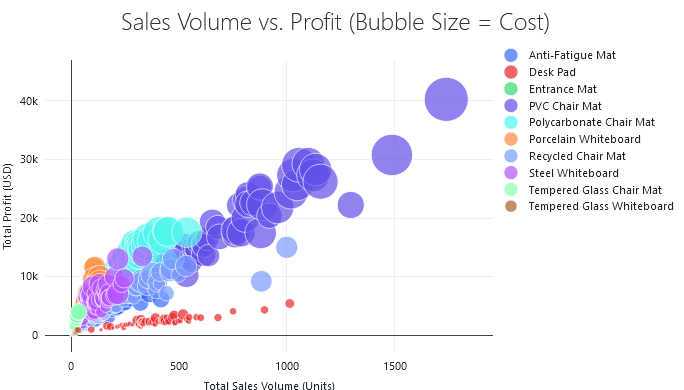 Sales Volume vs. Profit (Bubble Size = Cost)
Anti-Fatigue Mat
Desk Pad
Entrance Mat
PVC Chair Mat
Polycarbonate Chair Mat
Porcelain Whiteboard
Recycled Chair Mat
Steel Whiteboard
Tempered Glass Chair Mat
Tempered Glass Whiteboard
Total Profit (USD)
40k
30k
20k
10k
0
0 500 1000 1500
Total Sales Volume (Units)